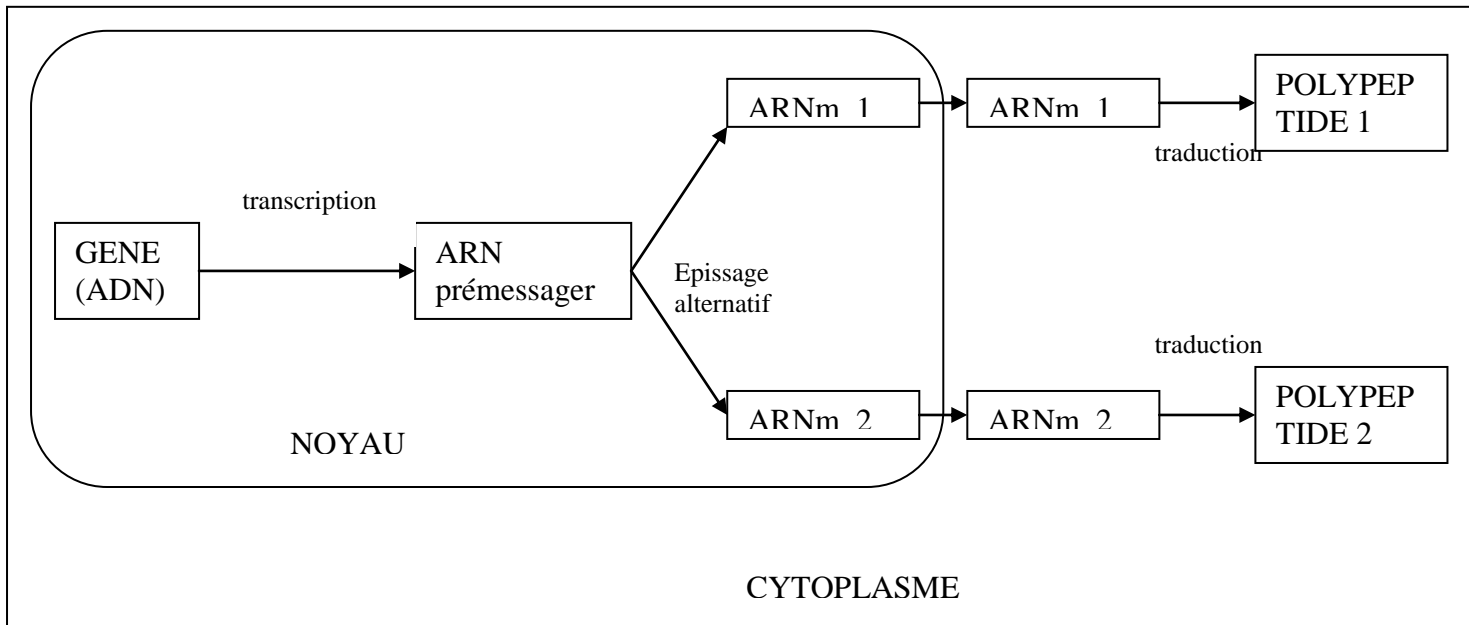 transcription
GENE
(ADN)
ARN
prémessager
Epissage
alternatif
ARNm 1
ARNm 1
traduction
POLYPEP
TIDE 1
ARNm 2
ARNm 2
traduction
POLYPEP
TIDE 2
NOYAU
CYTOPLASME